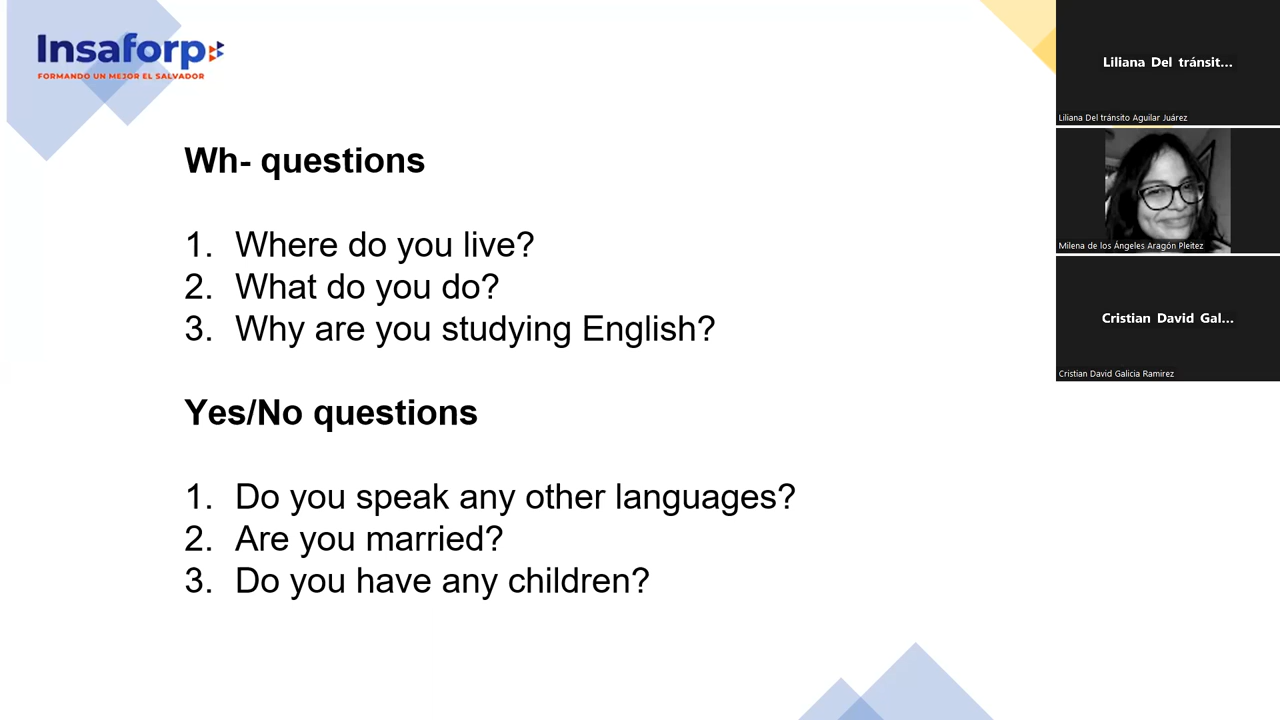 Insaforp
FORMANDO UN MEJOR EL SALVADOR
Wh- questions
1. Where do you live?
2. What do you do?
3. Why are you studying English?
Yes/No questions
1. Do you speak any other languages?
2. Are you married?
3. Do you have any children?
Liliana Del tránsit...
Liliana Del tránsito Aguilar Juárez
Milena de los Ángeles Aragón Pleitez
Cristian David Gal...
Cristian David Galicia Ramirez